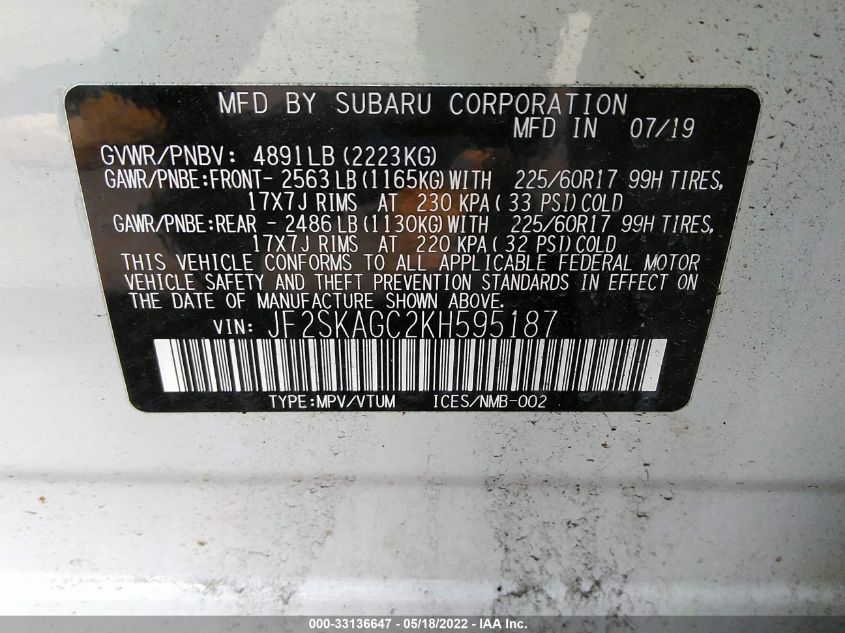 MFD BY SUBARU CORPORATION
MFD IN 07/19
GVWR/PNBV: 4891LB (2223KG)
GAWR/PNBE:FRONT- 2563 LB (1165KG) WITH 225/60R17 99H TIRES,
17X7J RIMS AT 230 KPA ( 33 PSI) COLD
GAWR/PNBE:REAR - 2486 LB (1130KG) WITH 225/60R17 99H TIRES,
17X7J RIMS AT 220 KPA ( 32 PSI) COLD
THIS VEHICLE CONFORMS TO ALL APPLICABLE FEDERAL MOTOR
VEHICLE SAFETY AND THEFT PREVENTION STANDARDS IN EFFECT ON
THE DATE OF MANUFACTURE SHOWN ABOVE.
VIN: JF2SKAGC2KH595187
TYPE:MPV/VTUM ICES/NMB-002
000-33136647 - 05/18/2022 - IAA Inc.